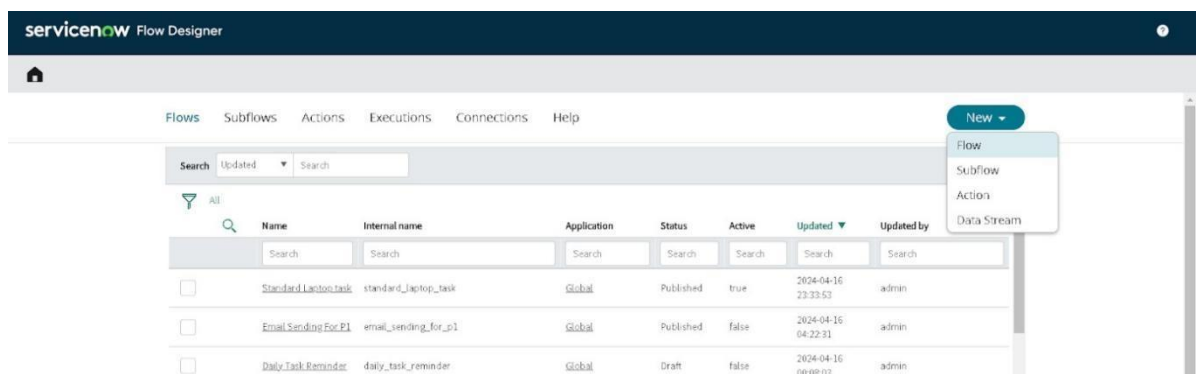 servicenow Flow Designer
Flows Subflows Actions Executions Connections Help New
Flow
Subflow
Action
Data Stream
Search Updated Search
All
Name Internal name Application Status Active Updated Updated by
Search Search Search Search Search Search Search
Standard Laptop task standard_laptop_task Global Published true 2024-04-16 23:33:53 admin
Email Sending For P1 email_sending_for_p1 Global Published false 2024-04-16 04:22:31 admin
Daily Task Reminder daily_task_reminder Global Draft false 2024-04-16 admin